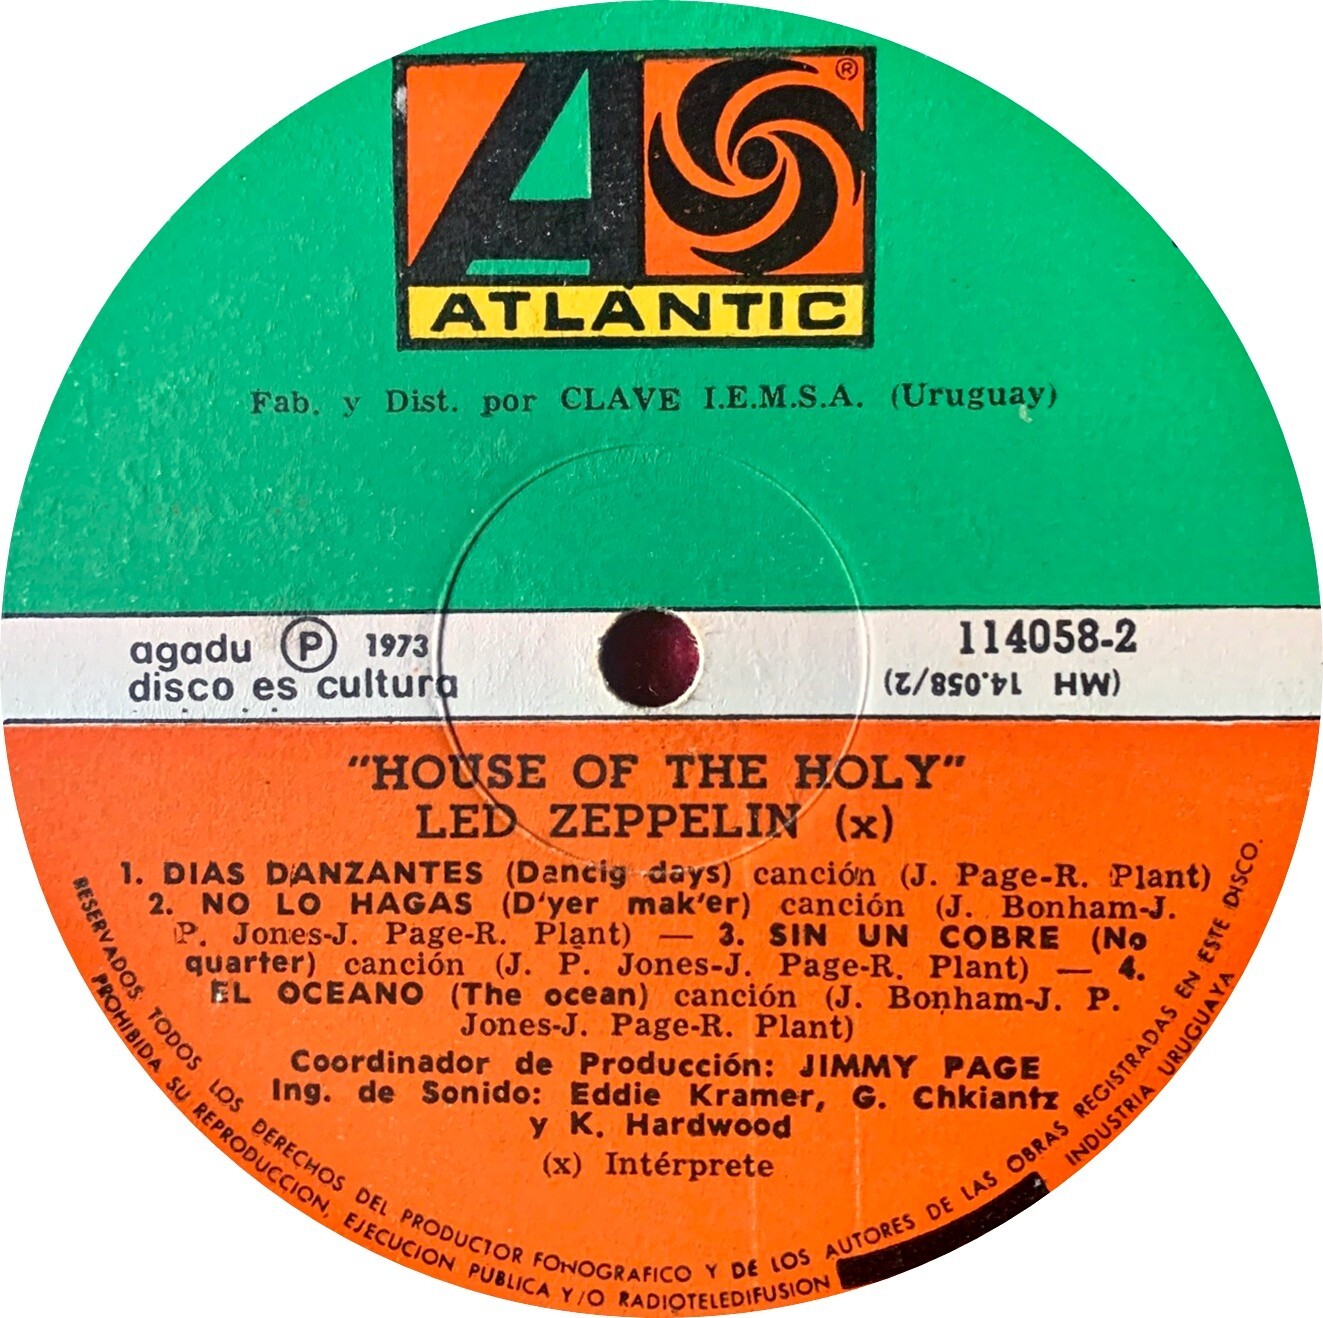 ®
ATLANTIC
Fab. y Dist. por CLAVE I.E.M.S.A. (Uruguay)
agadu Ⓟ 1973
disco es cultura
114058-2
(MH 14.058/2)
"HOUSE OF THE HOLY"
LED ZEPPELIN (x)
1. DIAS DANZANTES (Dancig days) canción (J. Page-R. Plant)
2. NO LO HAGAS (D'yer mak'er) canción (J. Bonham-J.
P. Jones-J. Page-R. Plant) — 3. SIN UN COBRE (No
quarter) canción (J. P. Jones-J. Page-R. Plant) — 4.
EL OCEANO (The ocean) canción (J. Bonham-J. P.
Jones-J. Page-R. Plant)
Coordinador de Producción: JIMMY PAGE
Ing. de Sonido: Eddie Kramer, G. Chkiantz
y K. Hardwood
(x) Intérprete
RESERVADOS TODOS LOS DERECHOS DEL PRODUCTOR FONOGRAFICO Y DE LOS AUTORES DE LAS OBRAS REGISTRADAS EN ESTE DISCO.
PROHIBIDA SU REPRODUCCION, EJECUCION PUBLICA Y/O RADIOTELEDIFUSION
INDUSTRIA URUGUAYA